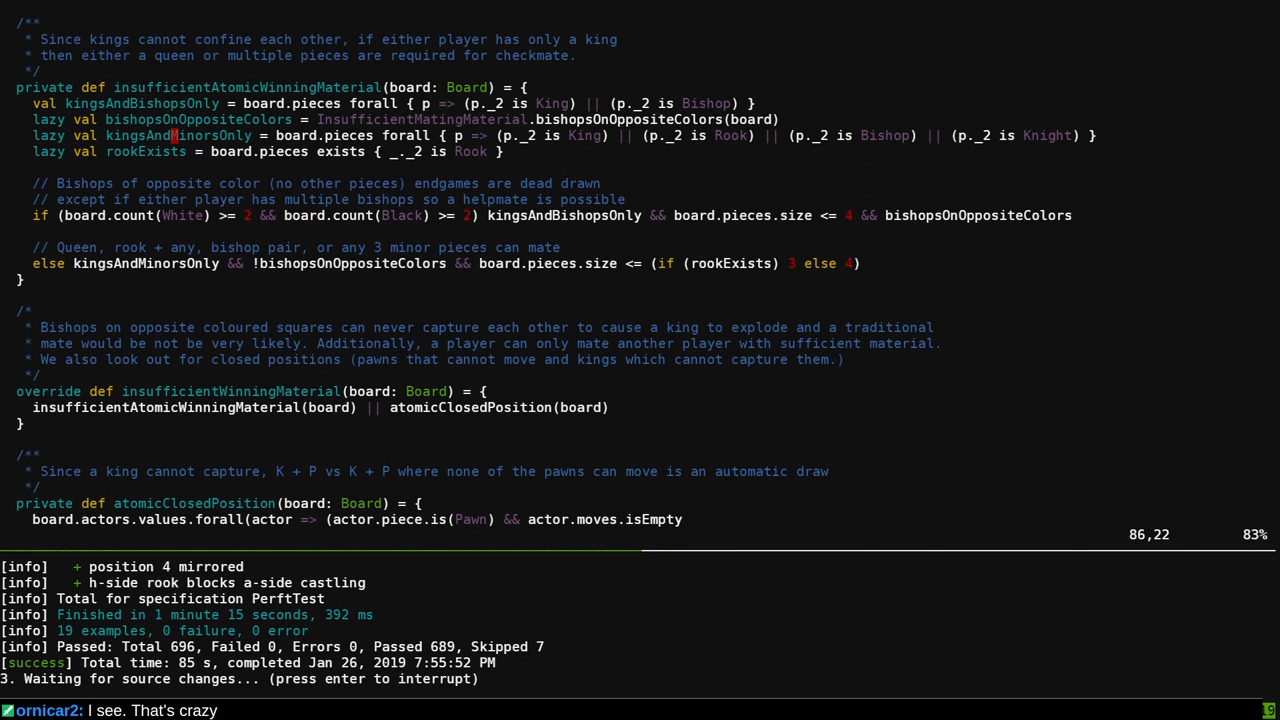 /**
 * Since kings cannot confine each other, if either player has only a king
 * then either a queen or multiple pieces are required for checkmate.
 */
private def insufficientAtomicWinningMaterial(board: Board) = {
  val kingsAndBishopsOnly = board.pieces forall { p => (p._2 is King) || (p._2 is Bishop) }
  lazy val bishopsOnOppositeColors = InsufficientMatingMaterial.bishopsOnOppositeColors(board)
  lazy val kingsAndMinorsOnly = board.pieces forall { p => (p._2 is King) || (p._2 is Rook) || (p._2 is Bishop) || (p._2 is Knight) }
  lazy val rookExists = board.pieces exists { _._2 is Rook }
  // Bishops of opposite color (no other pieces) endgames are dead drawn
  // except if either player has multiple bishops so a helpmate is possible
  if (board.count(White) >= 2 && board.count(Black) >= 2) kingsAndBishopsOnly && board.pieces.size <= 4 && bishopsOnOppositeColors
  // Queen, rook + any, bishop pair, or any 3 minor pieces can mate
  else kingsAndMinorsOnly && !bishopsOnOppositeColors && board.pieces.size <= (if (rookExists) 3 else 4)
}
/*
 * Bishops on opposite coloured squares can never capture each other to cause a king to explode and a traditional
 * mate would be not be very likely. Additionally, a player can only mate another player with sufficient material.
 * We also look out for closed positions (pawns that cannot move and kings which cannot capture them.)
 */
override def insufficientWinningMaterial(board: Board) = {
  insufficientAtomicWinningMaterial(board) || atomicClosedPosition(board)
}
/**
 * Since a king cannot capture, K + P vs K + P where none of the pawns can move is an automatic draw
 */
private def atomicClosedPosition(board: Board) = {
  board.actors.values.forall(actor => (actor.piece.is(Pawn) && actor.moves.isEmpty
86,22 83%
[info]   + position 4 mirrored
[info]   + h-side rook blocks a-side castling
[info] Total for specification PerftTest
[info] Finished in 1 minute 15 seconds, 392 ms
[info] 19 examples, 0 failure, 0 error
[info] Passed: Total 696, Failed 0, Errors 0, Passed 689, Skipped 7
[success] Total time: 85 s, completed Jan 26, 2019 7:55:52 PM
3. Waiting for source changes... (press enter to interrupt)
ornicar2: I see. That's crazy
19